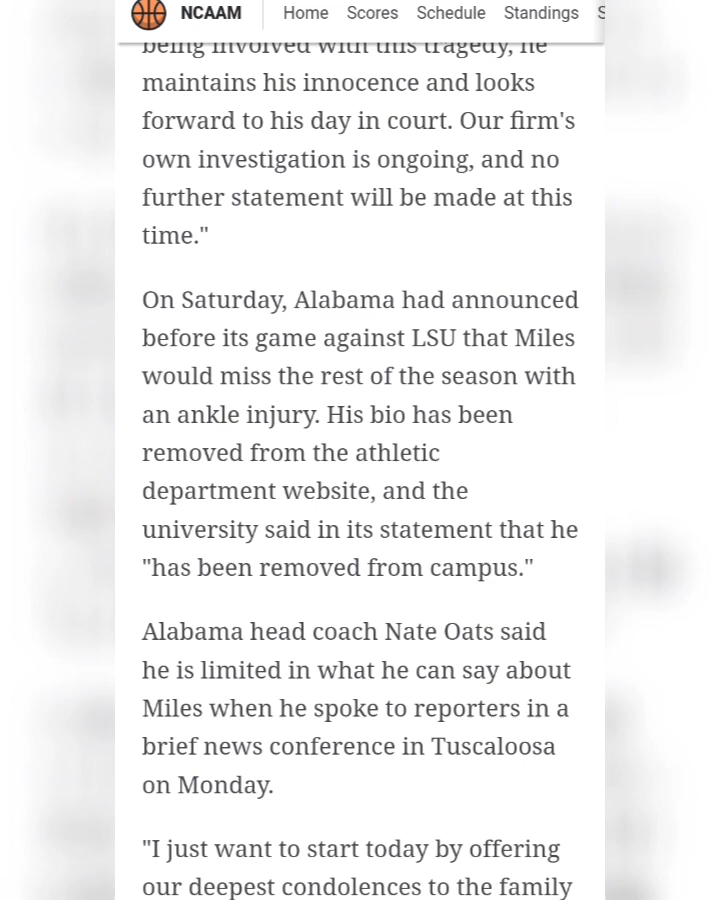 NCAAM Home Scores Schedule Standings S
being involved with this tragedy, he
maintains his innocence and looks
forward to his day in court. Our firm's
own investigation is ongoing, and no
further statement will be made at this
time."
On Saturday, Alabama had announced
before its game against LSU that Miles
would miss the rest of the season with
an ankle injury. His bio has been
removed from the athletic
department website, and the
university said in its statement that he
"has been removed from campus."
Alabama head coach Nate Oats said
he is limited in what he can say about
Miles when he spoke to reporters in a
brief news conference in Tuscaloosa
on Monday.
"I just want to start today by offering
our deepest condolences to the family